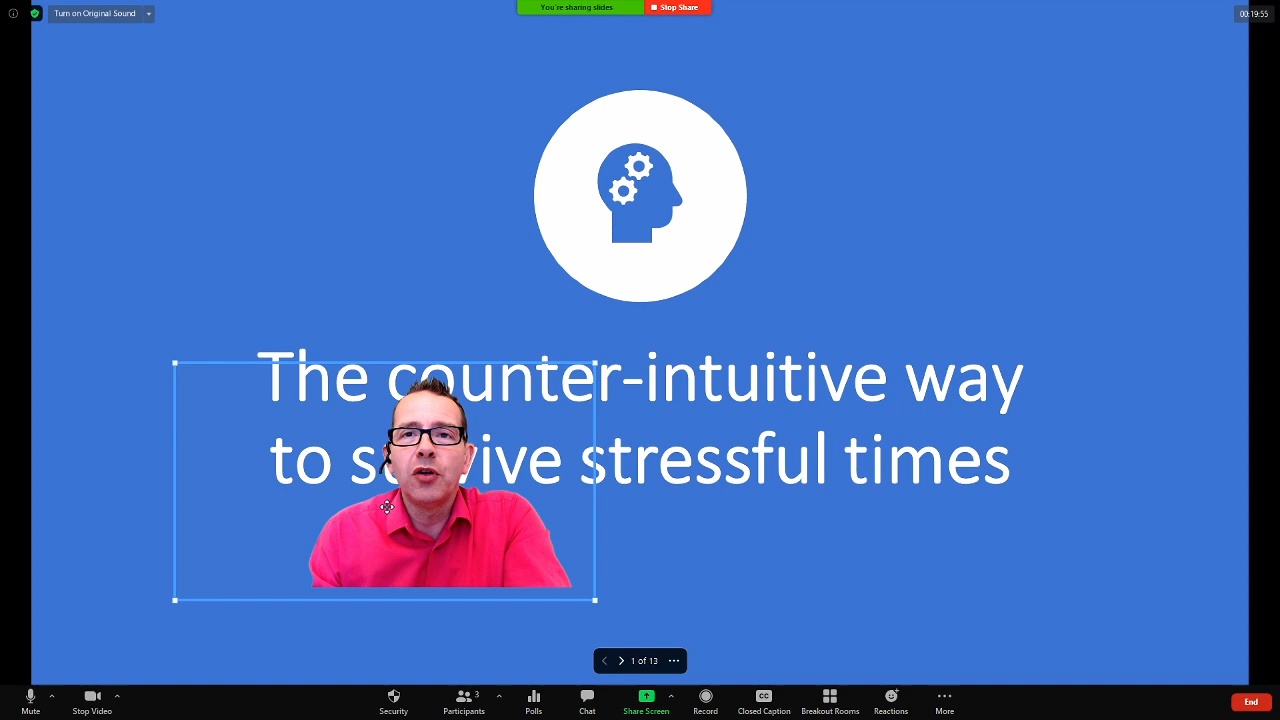 Turn on Original Sound
You're sharing slides
Stop Share
00:19:55
The counter-intuitive way
to su vive stressful times
1 of 13
Mute
Stop Video
Security
Participants
3
Polls
Chat
Share Screen
Record
CC
Closed Caption
Breakout Rooms
Reactions
More
End